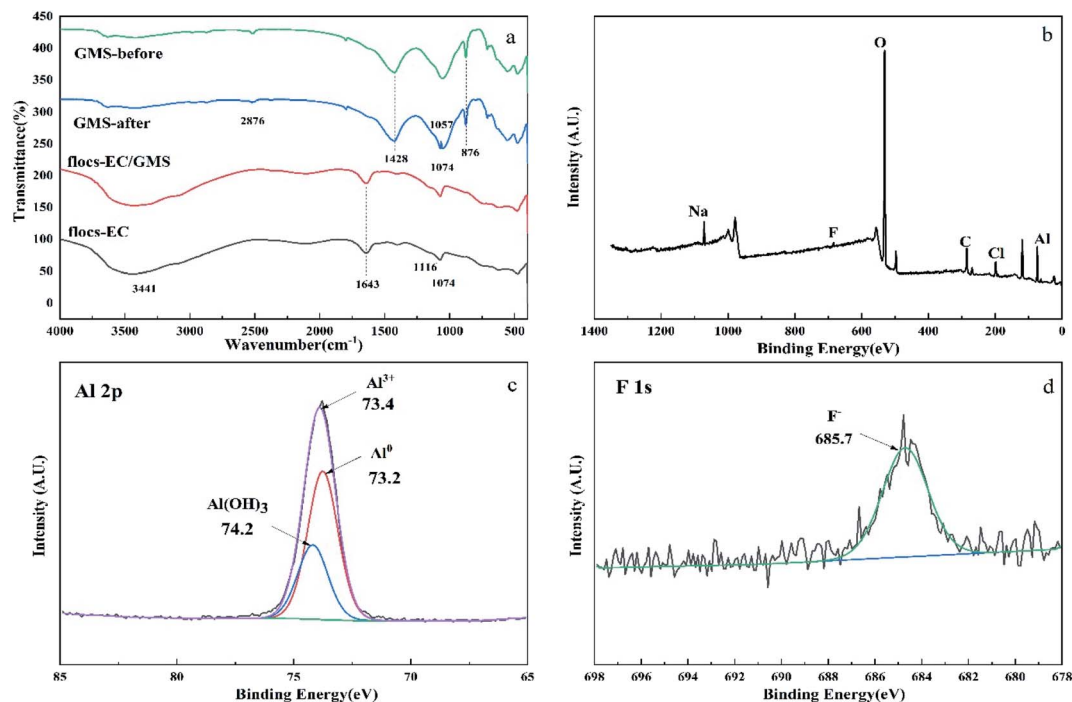 a
GMS-before
GMS-after
flocs-EC/GMS
flocs-EC
2876
1428
1057
1074
876
3441
1643
1116
1074
450
400
350
300
250
200
150
100
50
0
Transmittance(%)
4000 3500 3000 2500 2000 1500 1000 500
Wavenumber(cm⁻¹)
b
O
Na
F
C
Cl
Al
Intensity (A.U.)
1400 1200 1000 800 600 400 200 0
Binding Energy(eV)
Al 2p
c
Al³⁺
73.4
Al⁰
73.2
Al(OH)₃
74.2
Intensity (A.U.)
85 80 75 70 65
Binding Energy(eV)
F 1s
d
F⁻
685.7
Intensity (A.U.)
698 696 694 692 690 688 686 684 682 680 678
Binding Energy(eV)